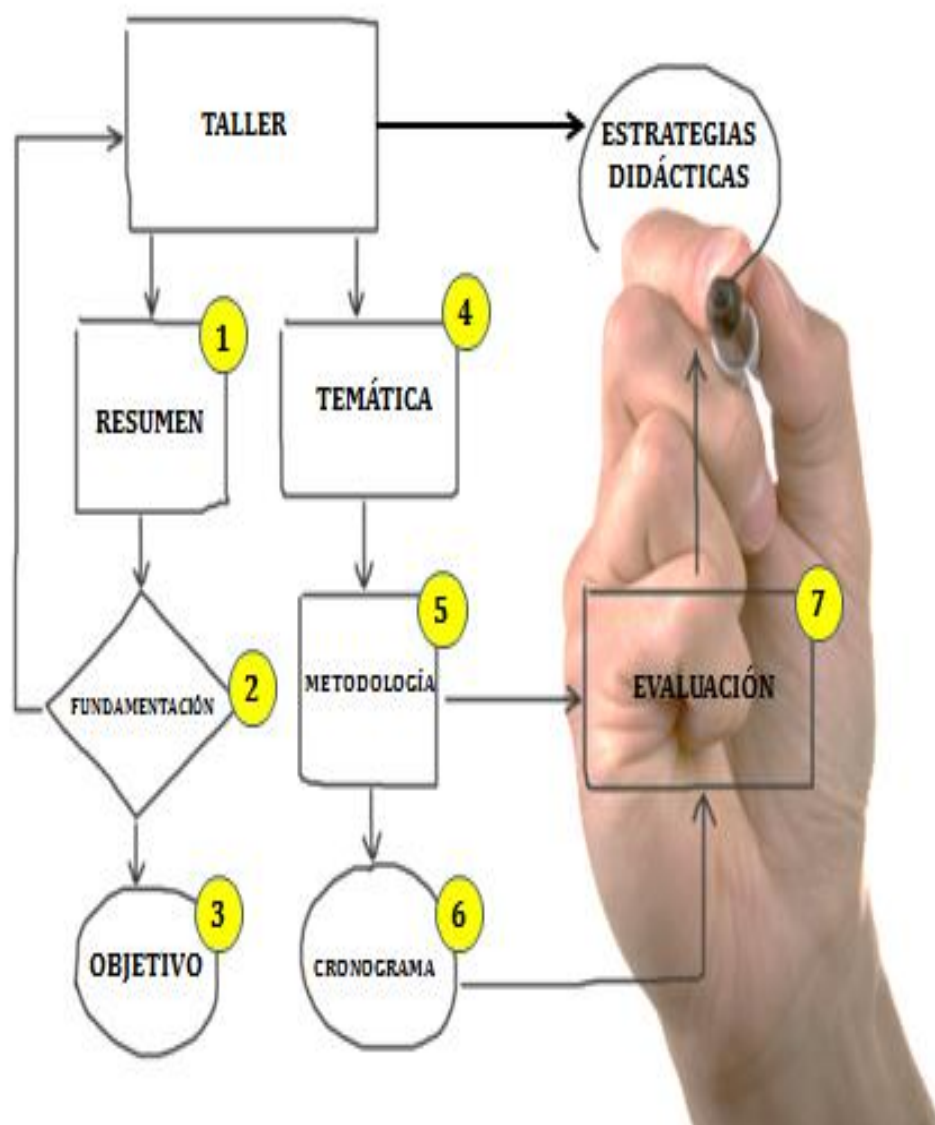 TALLER
ESTRATEGIAS
DIDÁCTICAS
1
RESUMEN
4
TEMÁTICA
2
FUNDAMENTACIÓN
5
METODOLOGÍA
7
EVALUACIÓN
3
OBJETIVO
6
CRONOGRAMA